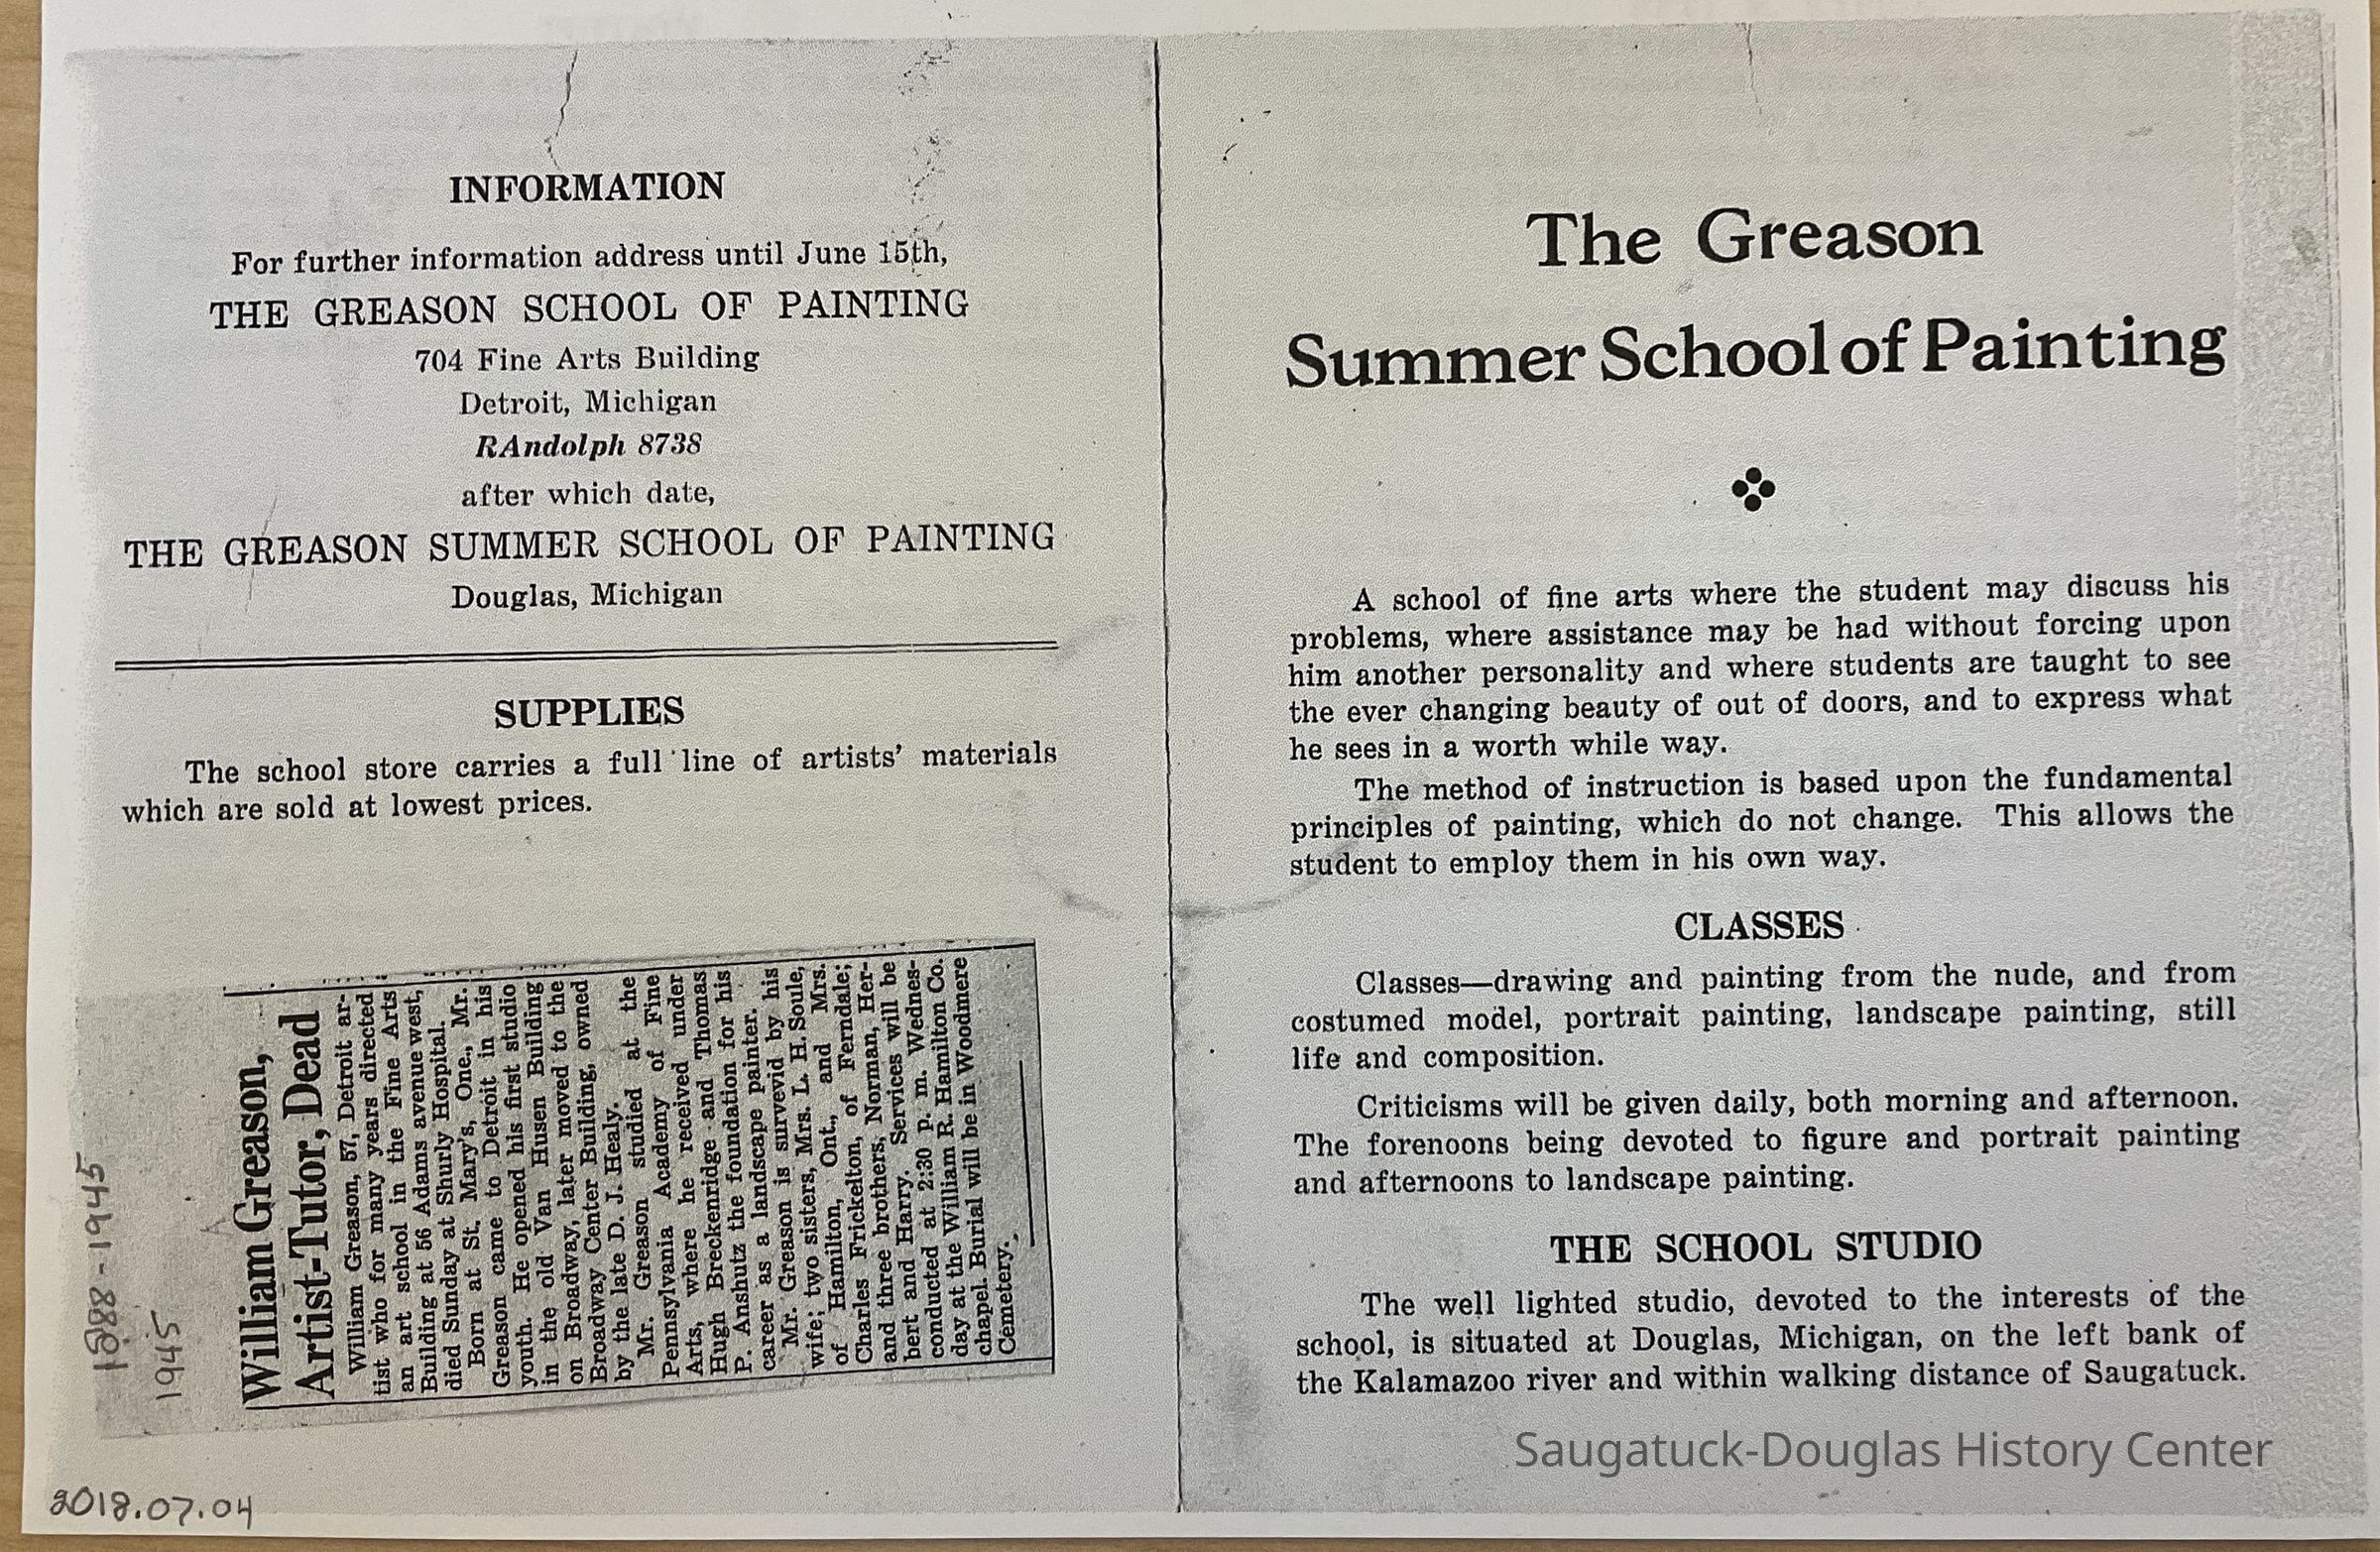 INFORMATION
For further information address until June 15th,
THE GREASON SCHOOL OF PAINTING
704 Fine Arts Building
Detroit, Michigan
RAndolph 8738
after which date,
THE GREASON SUMMER SCHOOL OF PAINTING
Douglas, Michigan
SUPPLIES
The school store carries a full line of artists' materials
which are sold at lowest prices.
1888-1945
1945
William Greason,
Artist-Tutor, Dead
William Greason, 57, Detroit ar-
tist who for many years directed
an art school in the Fine Arts
Building at 56 Adams avenue west,
died Sunday at Shurly Hospital.
Born at St. Mary's, One., Mr.
Greason came to Detroit in his
youth. He opened his first studio
in the old Van Husen Building
on Broadway, later moved to the
Broadway Center Building, owned
by the late D. J. Healy.
Mr. Greason studied at the
Pennsylvania Academy of Fine
Arts, where he received under
Hugh Breckenridge and Thomas
P. Anshutz the foundation for his
career as a landscape painter.
Mr. Greason is survevid by his
wife; two sisters, Mrs. L. H. Soule,
of Hamilton, Ont., and Mrs.
Charles Frickelton, of Ferndale;
and three brothers, Norman, Her-
bert and Harry. Services will be
conducted at 2:30 p. m. Wednes-
day at the William R. Hamilton Co.
chapel. Burial will be in Woodmere
Cemetery.
2018.07.04
The Greason
Summer School of Painting
A school of fine arts where the student may discuss his
problems, where assistance may be had without forcing upon
him another personality and where students are taught to see
the ever changing beauty of out of doors, and to express what
he sees in a worth while way.
The method of instruction is based upon the fundamental
principles of painting, which do not change. This allows the
student to employ them in his own way.
CLASSES
Classes—drawing and painting from the nude, and from
costumed model, portrait painting, landscape painting, still
life and composition.
Criticisms will be given daily, both morning and afternoon.
The forenoons being devoted to figure and portrait painting
and afternoons to landscape painting.
THE SCHOOL STUDIO
The well lighted studio, devoted to the interests of the
school, is situated at Douglas, Michigan, on the left bank of
the Kalamazoo river and within walking distance of Saugatuck.
Saugatuck-Douglas History Center